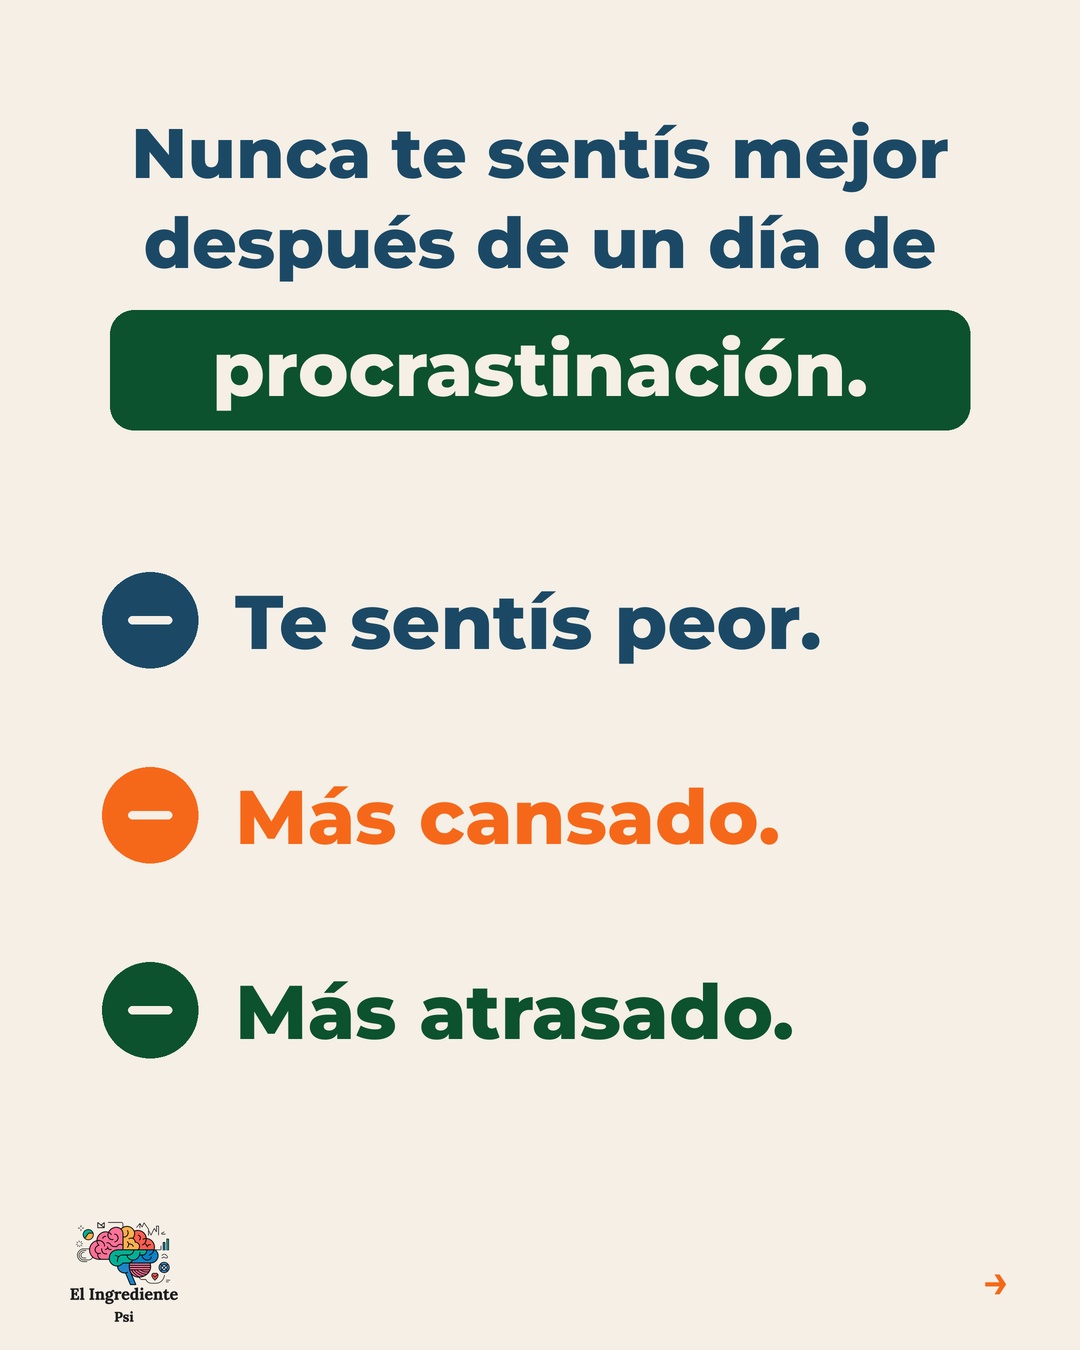 Nunca te sentís mejor
después de un día de
procrastinación.
Te sentís peor.
Más cansado.
Más atrasado.
El Ingrediente
Psi